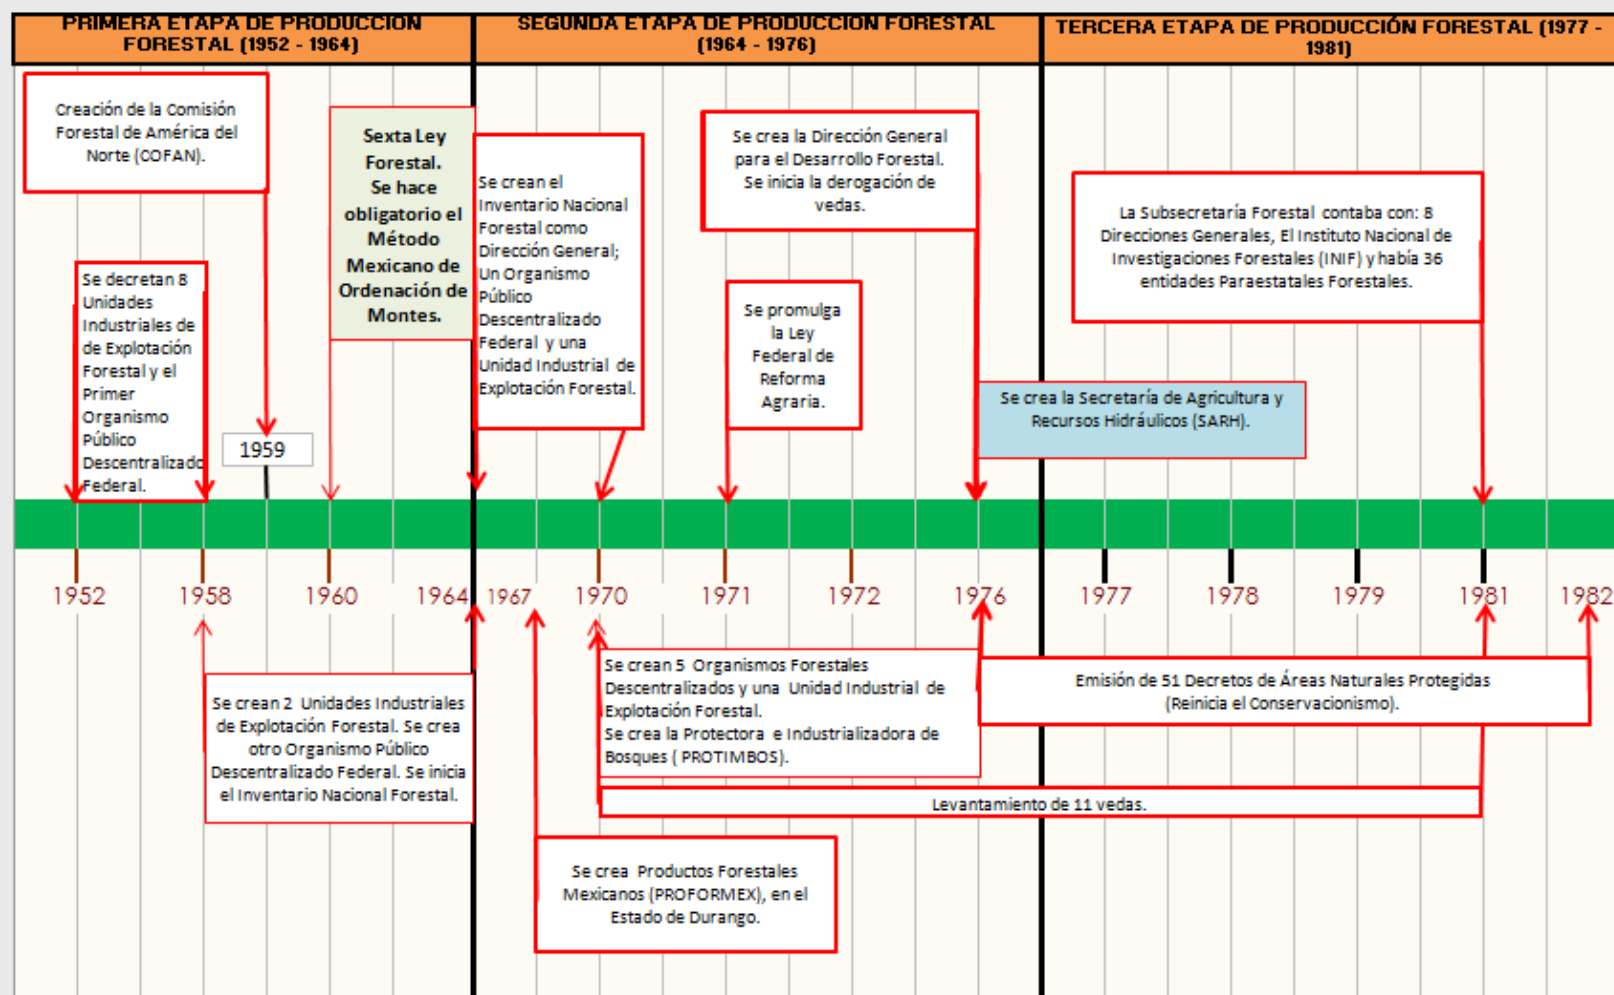 PRIMERA ETAPA DE PRODUCCIÓN
FORESTAL (1952 - 1964)
SEGUNDA ETAPA DE PRODUCCIÓN FORESTAL
(1964 - 1976)
TERCERA ETAPA DE PRODUCCIÓN FORESTAL (1977 -
1981)
Creación de la Comisión
Forestal de América del
Norte (COFAN).
Se decretan 8
Unidades
Industriales de
de Explotación
Forestal y el
Primer
Organismo
Público
Descentralizado
Federal.
1959
Sexta Ley
Forestal.
Se hace
obligatorio el
Método
Mexicano de
Ordenación de
Montes.
Se crean el
Inventario Nacional
Forestal como
Dirección General;
Un Organismo
Público
Descentralizado
Federal y una
Unidad Industrial de
Explotación Forestal.
Se crea la Dirección General
para el Desarrollo Forestal.
Se inicia la derogación de
vedas.
Se promulga
la Ley
Federal de
Reforma
Agraria.
La Subsecretaría Forestal contaba con: 8
Direcciones Generales, El Instituto Nacional de
Investigaciones Forestales (INIF) y había 36
entidades Paraestatales Forestales.
Se crea la Secretaría de Agricultura y
Recursos Hidráulicos (SARH).
1952 1958 1960 1964 1967 1970 1971 1972 1976 1977 1978 1979 1981 1982
Se crean 2 Unidades Industriales
de Explotación Forestal. Se crea
otro Organismo Público
Descentralizado Federal. Se inicia
el Inventario Nacional Forestal.
Se crean 5 Organismos Forestales
Descentralizados y una Unidad Industrial de
Explotación Forestal.
Se crea la Protectora e Industrializadora de
Bosques ( PROTIMBOS).
Emisión de 51 Decretos de Áreas Naturales Protegidas
(Reinicia el Conservacionismo).
Levantamiento de 11 vedas.
Se crea Productos Forestales
Mexicanos (PROFORMEX), en el
Estado de Durango.